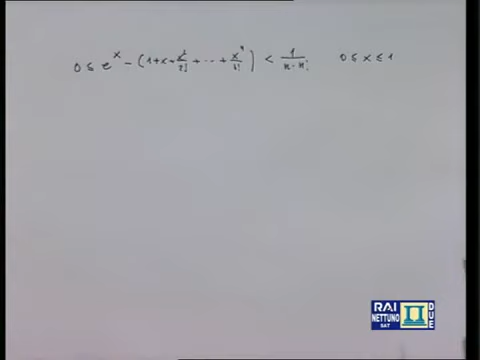 0 ≤ e^x - (1+x+x²/2!+···+x^n/n!) < 1/(n·n!)   0 ≤ x ≤ 1
RAI
NETTUNO
SAT
DUE